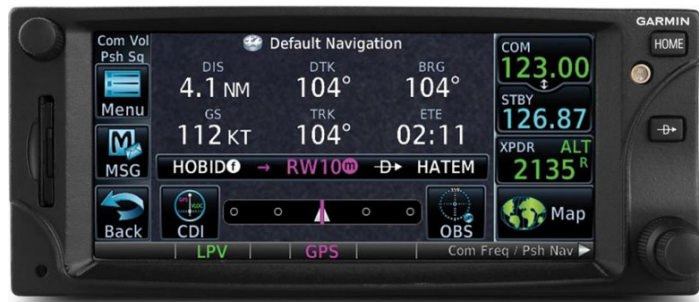 GARMIN
Com Vol
Psh Sq
Default Navigation
HOME
Menu
MSG
Back
DIS
DTK
BRG
4.1 NM
104°
104°
GS
TRK
ETE
112 KT
104°
02:11
HOBID f → RW10 m D→ HATEM
CDI
OBS
COM
123.00
STBY
126.87
XPDR ALT
2135 R
Map
LPV
GPS
Com Freq / Psh Nav